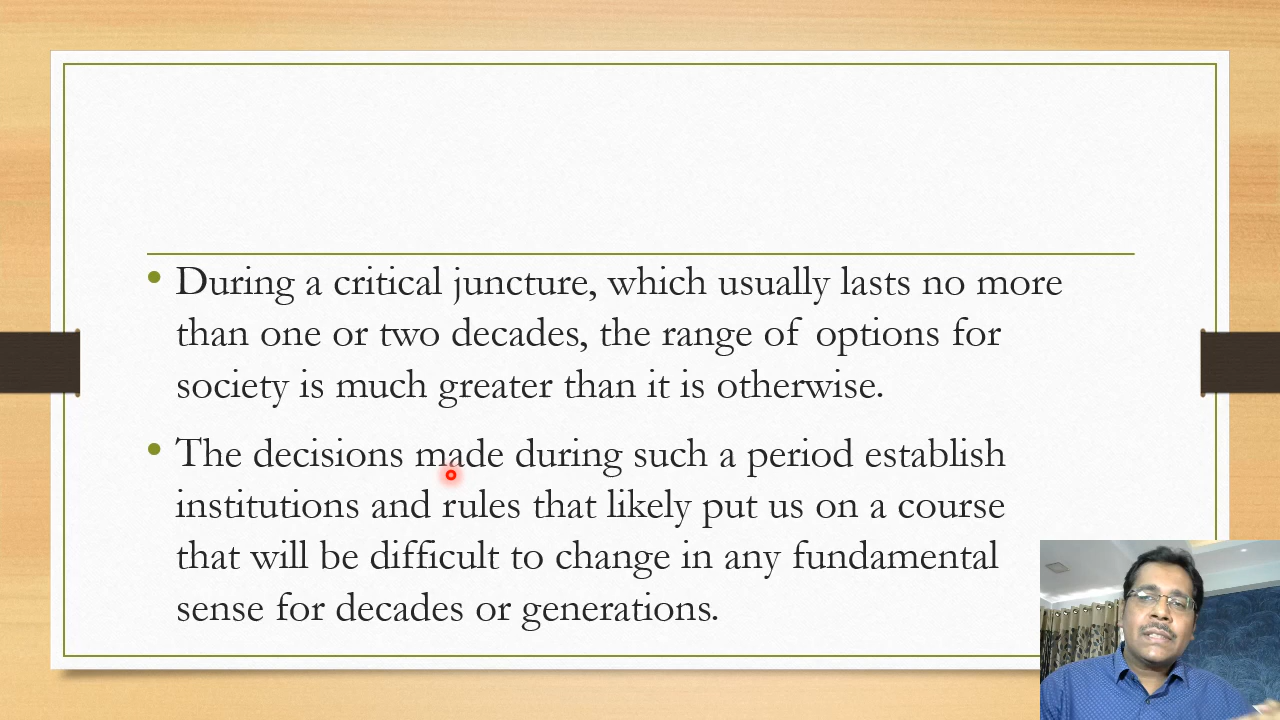 During a critical juncture, which usually lasts no more
than one or two decades, the range of options for
society is much greater than it is otherwise.
The decisions made during such a period establish
institutions and rules that likely put us on a course
that will be difficult to change in any fundamental
sense for decades or generations.